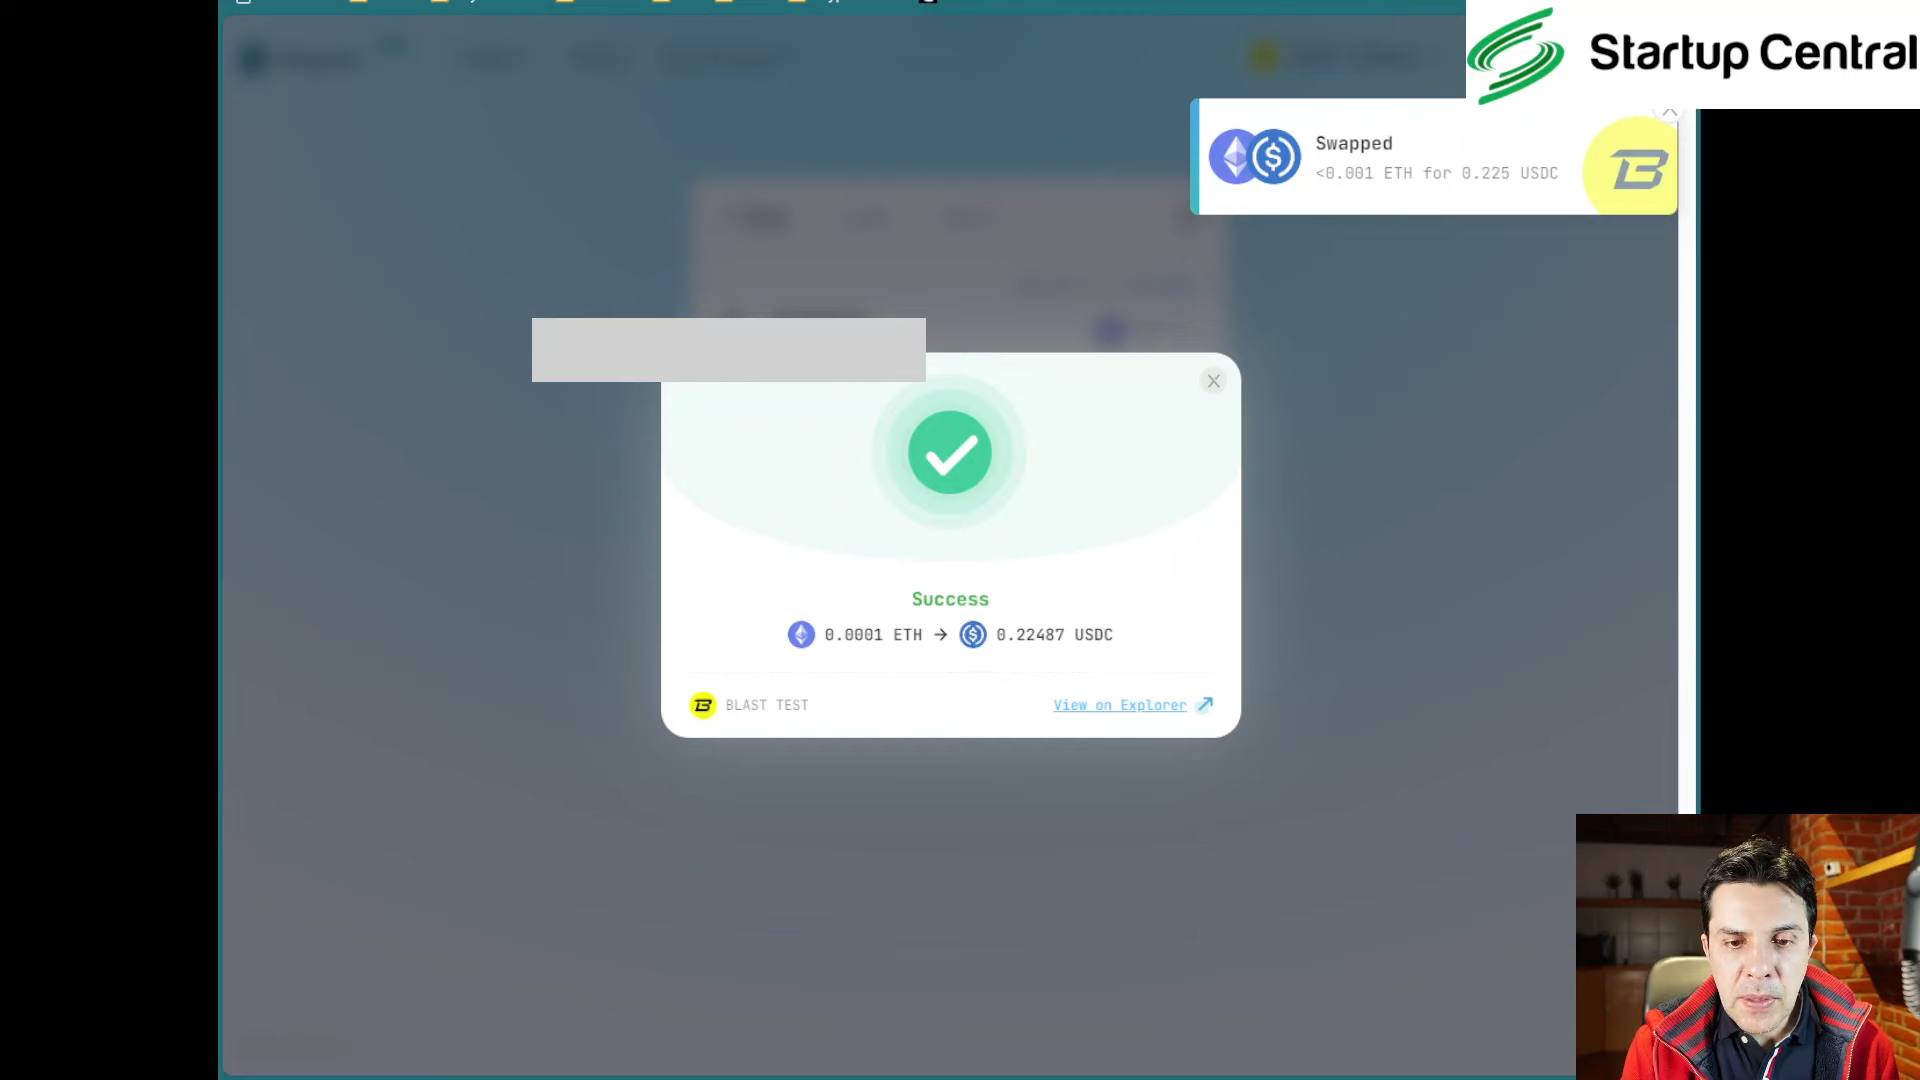 Startup Central
Swapped
<0.001 ETH for 0.225 USDC
Success
0.0001 ETH → 0.22487 USDC
BLAST TEST
View on Explorer